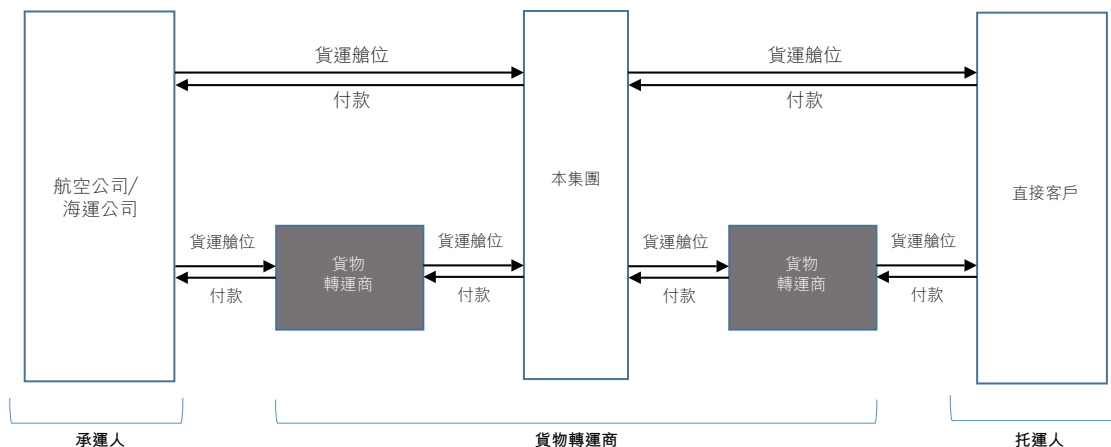 貨運艙位
貨運艙位
付款
付款
航空公司/
海運公司
本集團
直接客戶
貨運艙位
貨運艙位
貨運艙位
貨運艙位
貨物
轉運商
貨物
轉運商
付款
付款
付款
付款
承運人
貨物轉運商
托運人